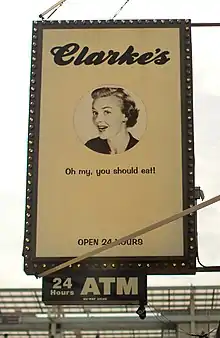 Clarke's
Oh my, you should eat!
OPEN 24 HOURS
24
Hours
ATM